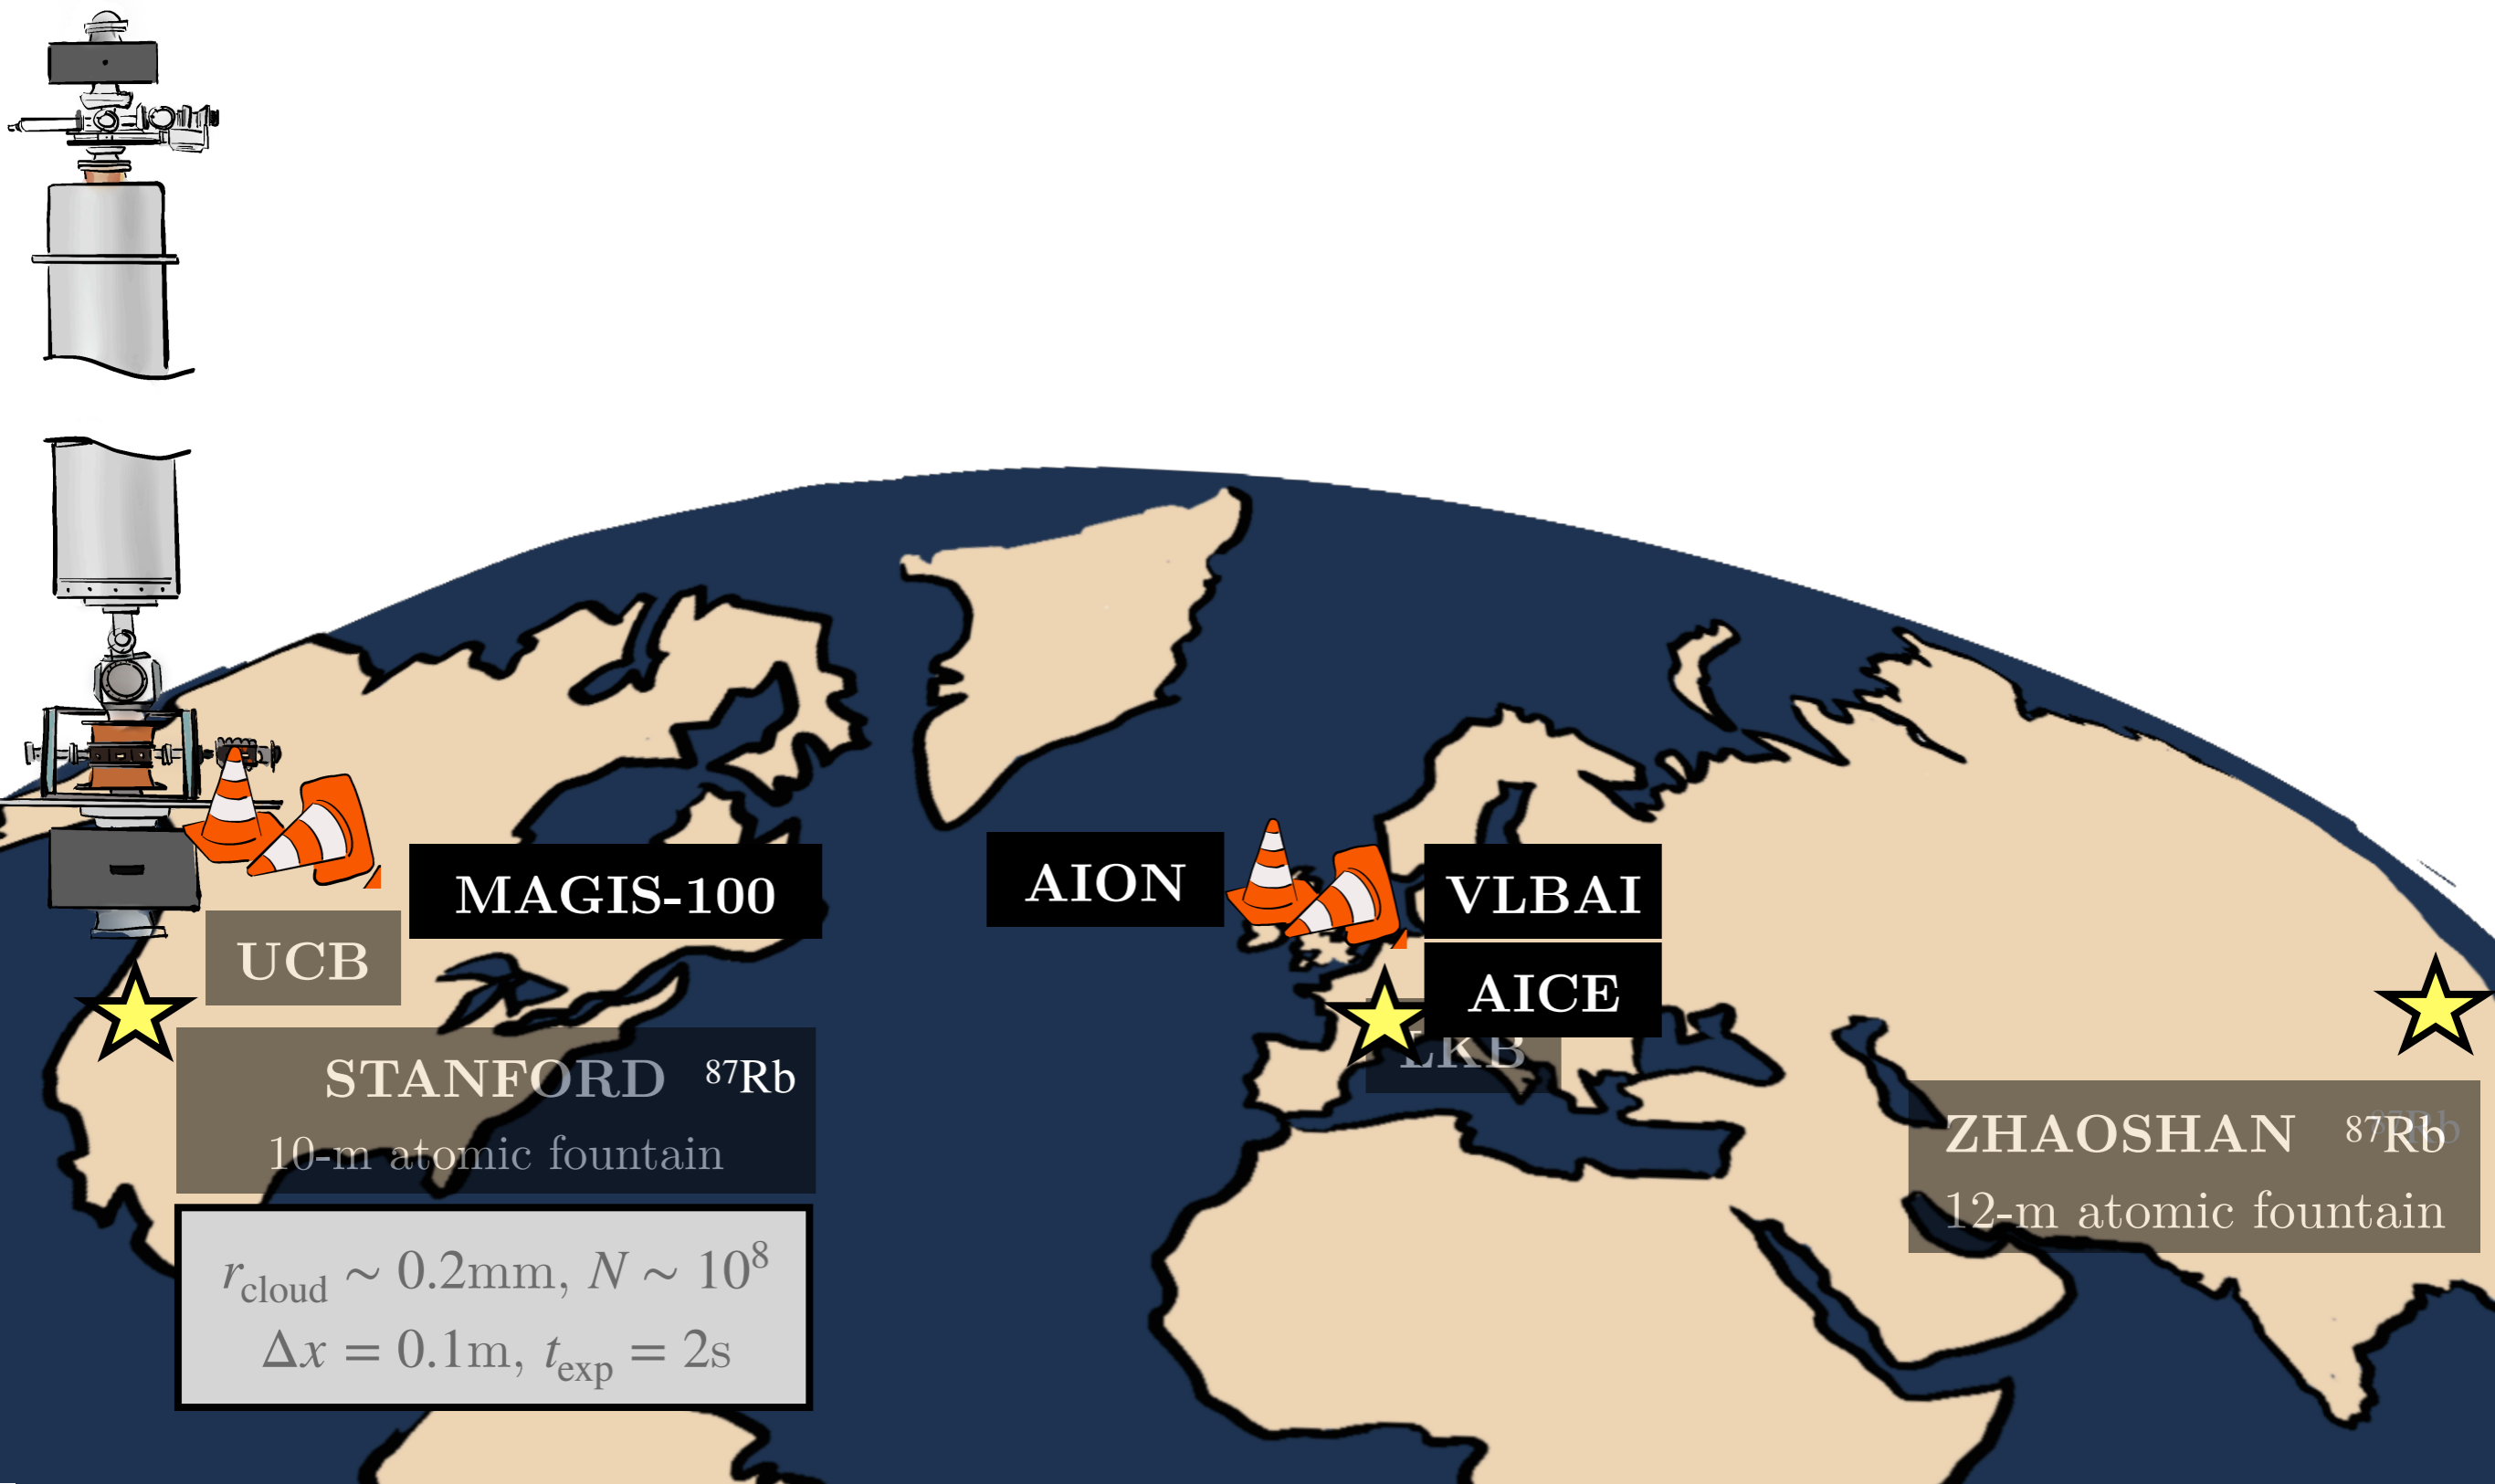 MAGIS-100
AION
VLBAI
UCB
AICE
LKB
STANFORD ⁸⁷Rb
10-m atomic fountain
ZHAOSHAN ⁸⁷Rb
12-m atomic fountain
r_cloud ∼ 0.2mm, N ∼ 10⁸
Δx = 0.1m, t_exp = 2s